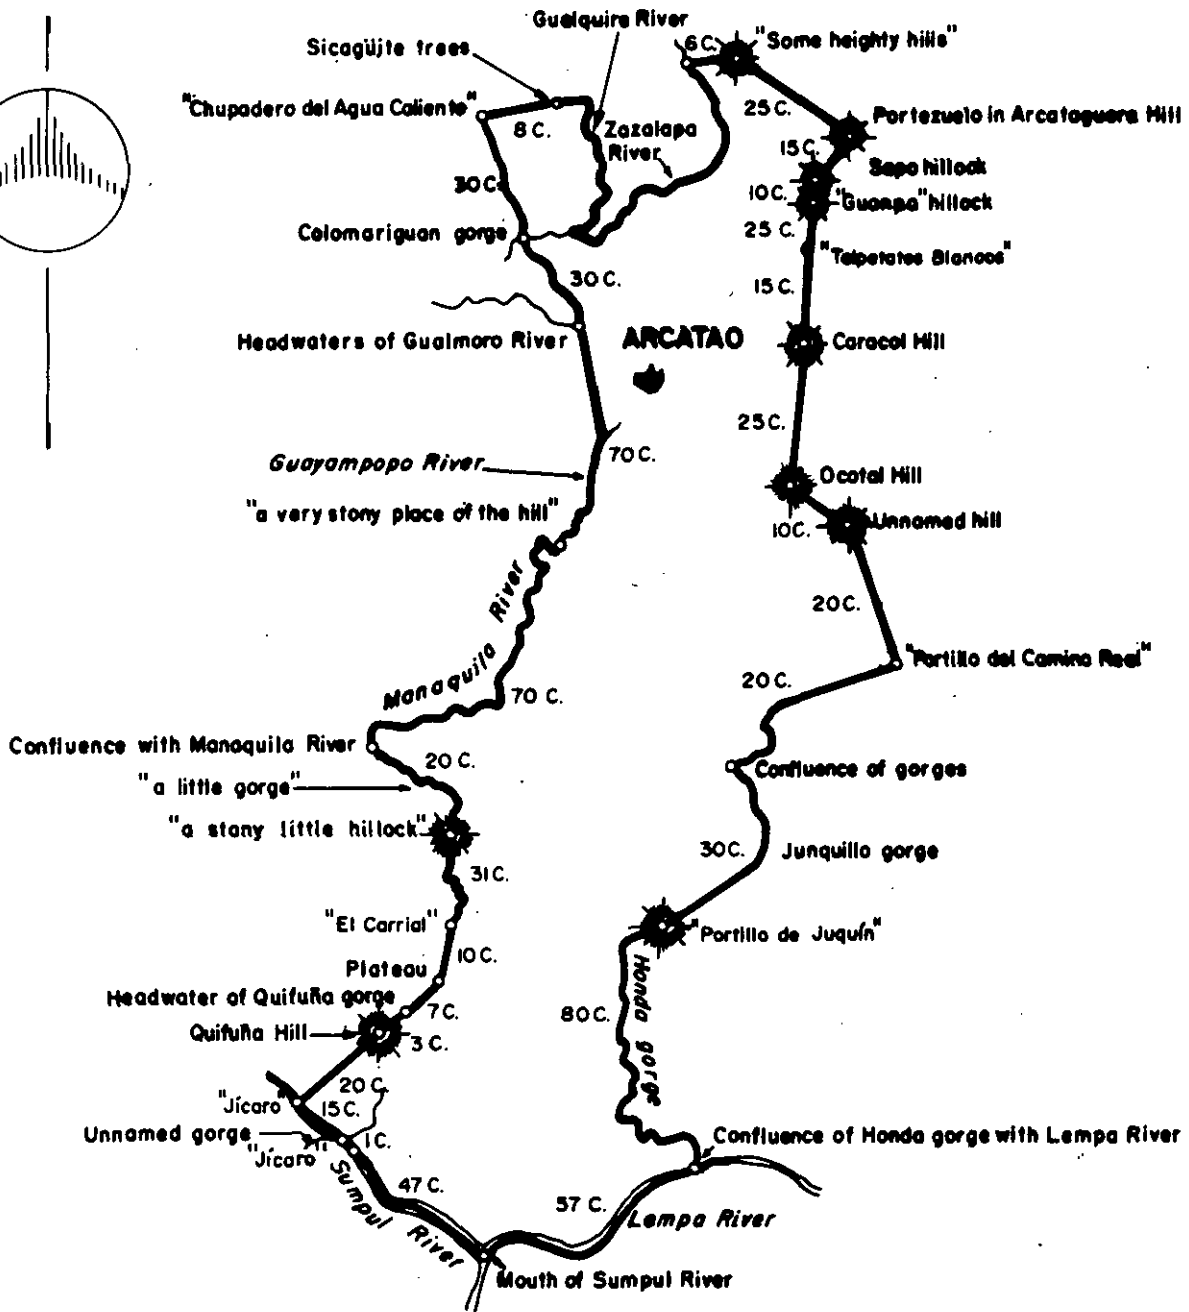 Gualquire River
Sicagüite trees
6 C.
"Some heighty hills"
"Chupadero del Agua Caliente"
8 C.
Zazalapa
River
25 C.
Portezuelo in Arcataguera Hill
15 C.
Sapo hillock
30 C.
10 C.
"Guampa" hillock
Colomariguan gorge
25 C.
"Talpetates Blancos"
30 C.
15 C.
Headwaters of Gualmoro River
ARCATAO
Caracol Hill
25 C.
70 C.
Guayampopo River
Ocotal Hill
"a very stony place of the hill"
10 C.
Unnamed hill
Manaquila River
20 C.
"Portillo del Camino Real"
20 C.
70 C.
Confluence with Manaquila River
20 C.
Confluence of gorges
"a little gorge"
"a stony little hillock"
30 C.
Junquillo gorge
31 C.
"El Carrial"
"Portillo de Juquín"
10 C.
Plateau
Honda gorge
Headwater of Quifuña gorge
7 C.
80 C.
Quifuña Hill
3 C.
20 C.
"Jícaro"
15 C.
Unnamed gorge
1 C.
"Jícaro"
Confluence of Honda gorge with Lempa River
Sumpul River
47 C.
57 C.
Lempa River
Mouth of Sumpul River